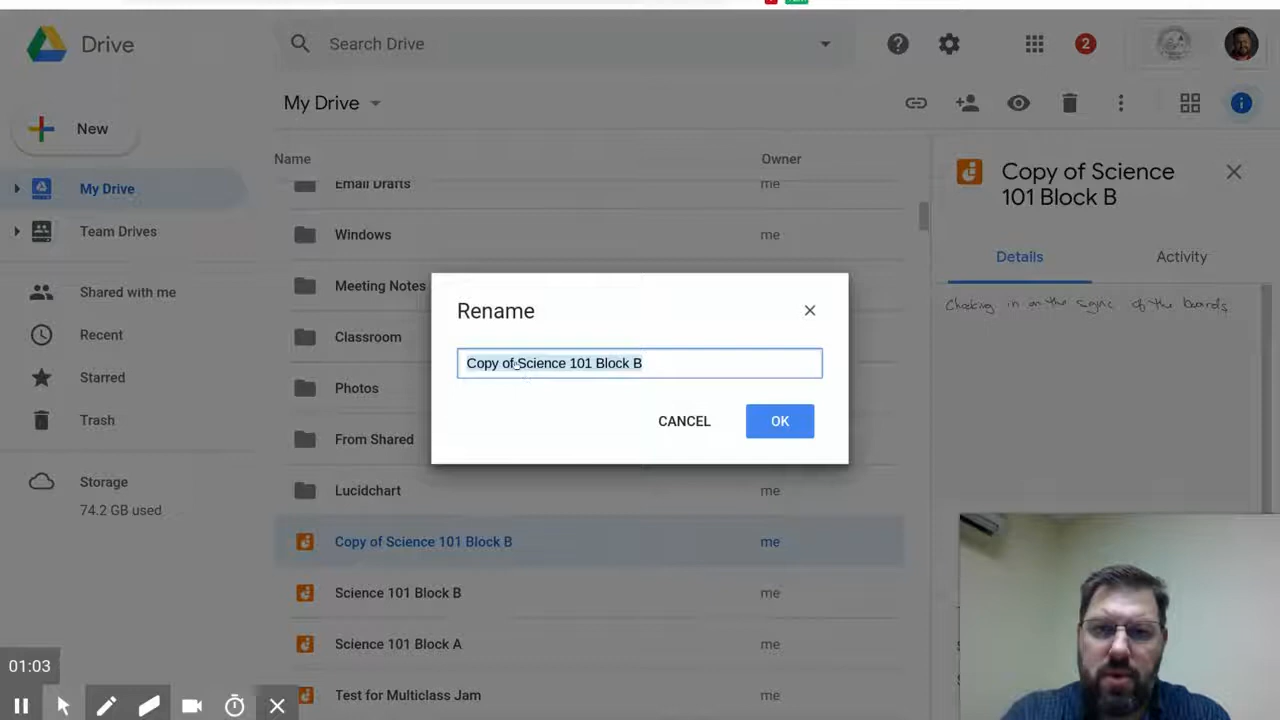 Drive
Search Drive
2
My Drive
New
Name
Owner
Copy of Science
101 Block B
Email Drafts
me
My Drive
Windows
me
Team Drives
Details
Activity
Meeting Notes
Shared with me
Checking in on the sync of the boards
Rename
Recent
Classroom
Copy of Science 101 Block B
Starred
Photos
Trash
CANCEL
OK
From Shared
Storage
Lucidchart
me
74.2 GB used
Copy of Science 101 Block B
me
Science 101 Block B
me
Science 101 Block A
me
01:03
Test for Multiclass Jam
me